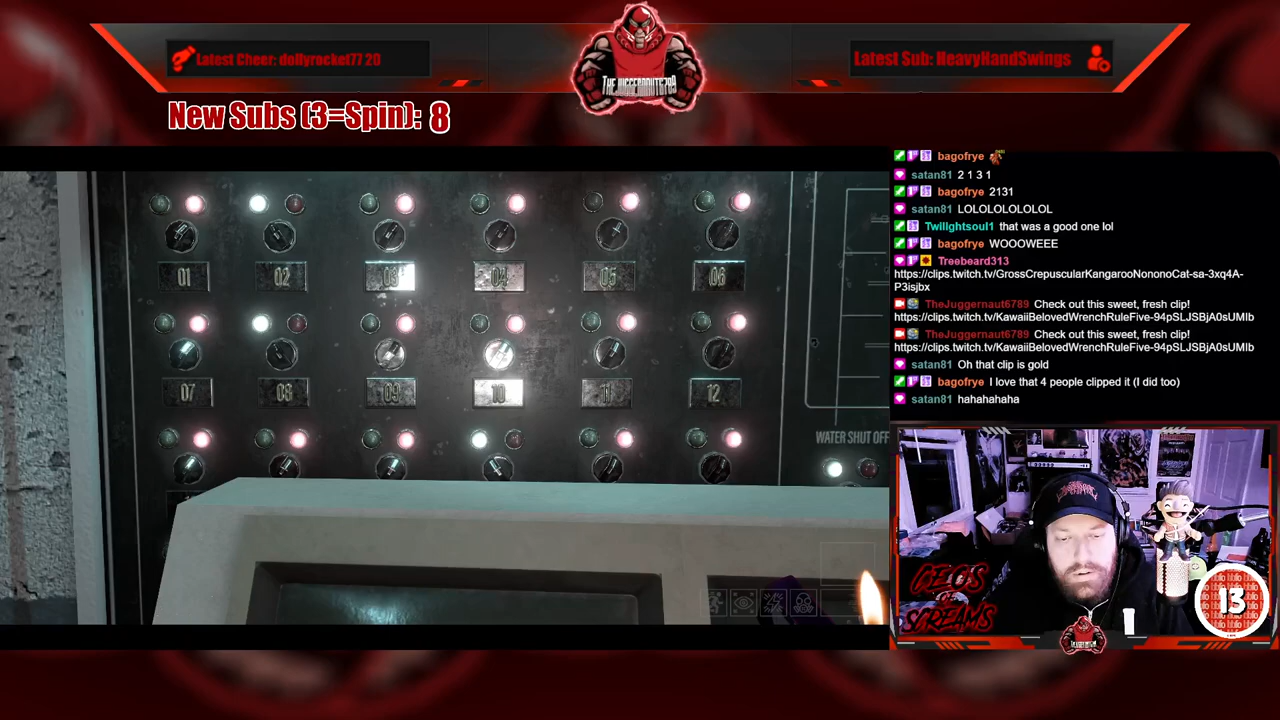 Latest Cheer: dollyrocket77 20
THEJUGGERNAUT6789
Latest Sub: HeavyHandSwings
New Subs (3=Spin): 8
bagofrye
satan81 2 1 3 1
bagofrye 2131
satan81 LOLOLOLOLOLOL
Twilightsoul1 that was a good one lol
bagofrye WOOOWEEE
Treebeard313
https://clips.twitch.tv/GrossCrepuscularKangarooNononoCat-sa-3xq4A-
P3isjbx
TheJuggernaut6789 Check out this sweet, fresh clip!
https://clips.twitch.tv/KawaiiBelovedWrenchRuleFive-94pSLJSBjA0sUMIb
TheJuggernaut6789 Check out this sweet, fresh clip!
https://clips.twitch.tv/KawaiiBelovedWrenchRuleFive-94pSLJSBjA0sUMIb
satan81 Oh that clip is gold
bagofrye I love that 4 people clipped it (I did too)
satan81 hahahahaha
01 02 03 04 05 06
07 08 09 10 11 12
WATER SHUT OFF
SCREAMS
13